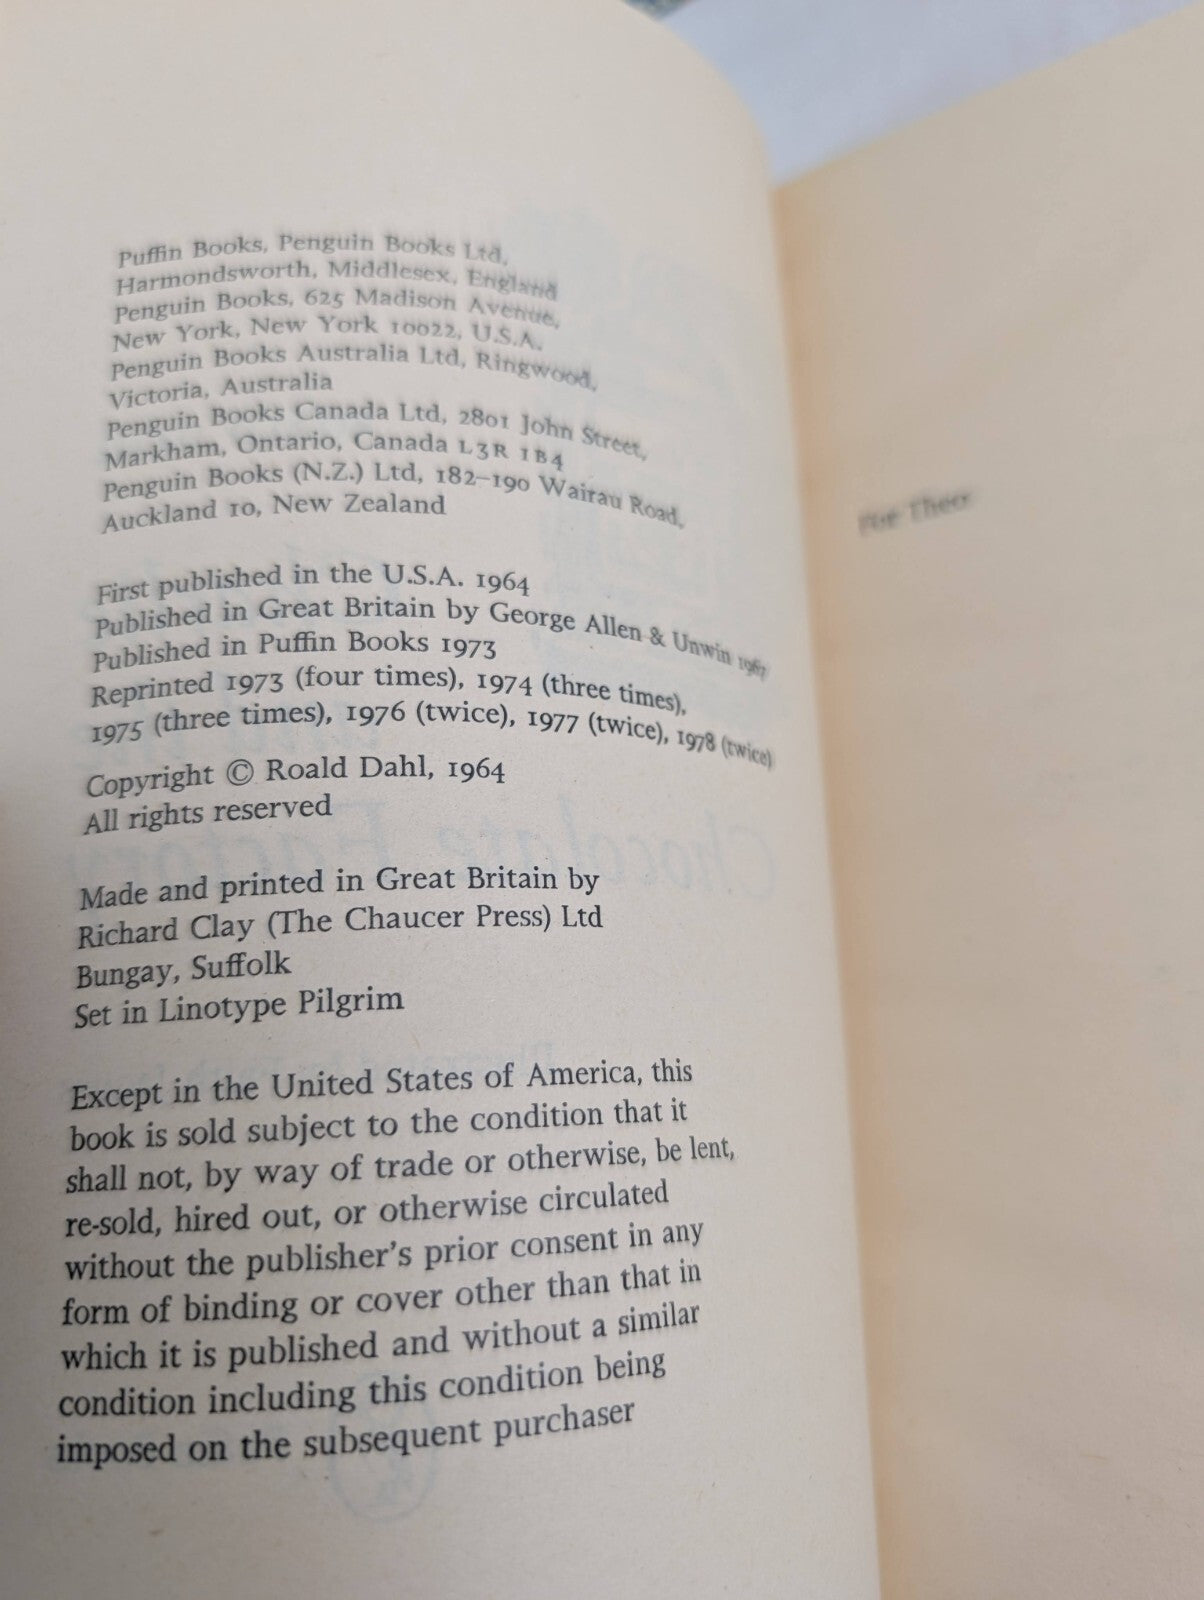 Puffin Books, Penguin Books Ltd,
Harmondsworth, Middlesex, England
Penguin Books, 625 Madison Avenue,
New York, New York 10022, U.S.A.
Penguin Books Australia Ltd, Ringwood,
Victoria, Australia
Penguin Books Canada Ltd, 2801 John Street,
Markham, Ontario, Canada L3R 1B4
Penguin Books (N.Z.) Ltd, 182–190 Wairau Road,
Auckland 10, New Zealand
First published in the U.S.A. 1964
Published in Great Britain by George Allen & Unwin 1967
Published in Puffin Books 1973
Reprinted 1973 (four times), 1974 (three times),
1975 (three times), 1976 (twice), 1977 (twice), 1978 (twice)
Copyright © Roald Dahl, 1964
All rights reserved
Made and printed in Great Britain by
Richard Clay (The Chaucer Press) Ltd
Bungay, Suffolk
Set in Linotype Pilgrim
Except in the United States of America, this
book is sold subject to the condition that it
shall not, by way of trade or otherwise, be lent,
re-sold, hired out, or otherwise circulated
without the publisher's prior consent in any
form of binding or cover other than that in
which it is published and without a similar
condition including this condition being
imposed on the subsequent purchaser
For Theo
Chocolate Factory